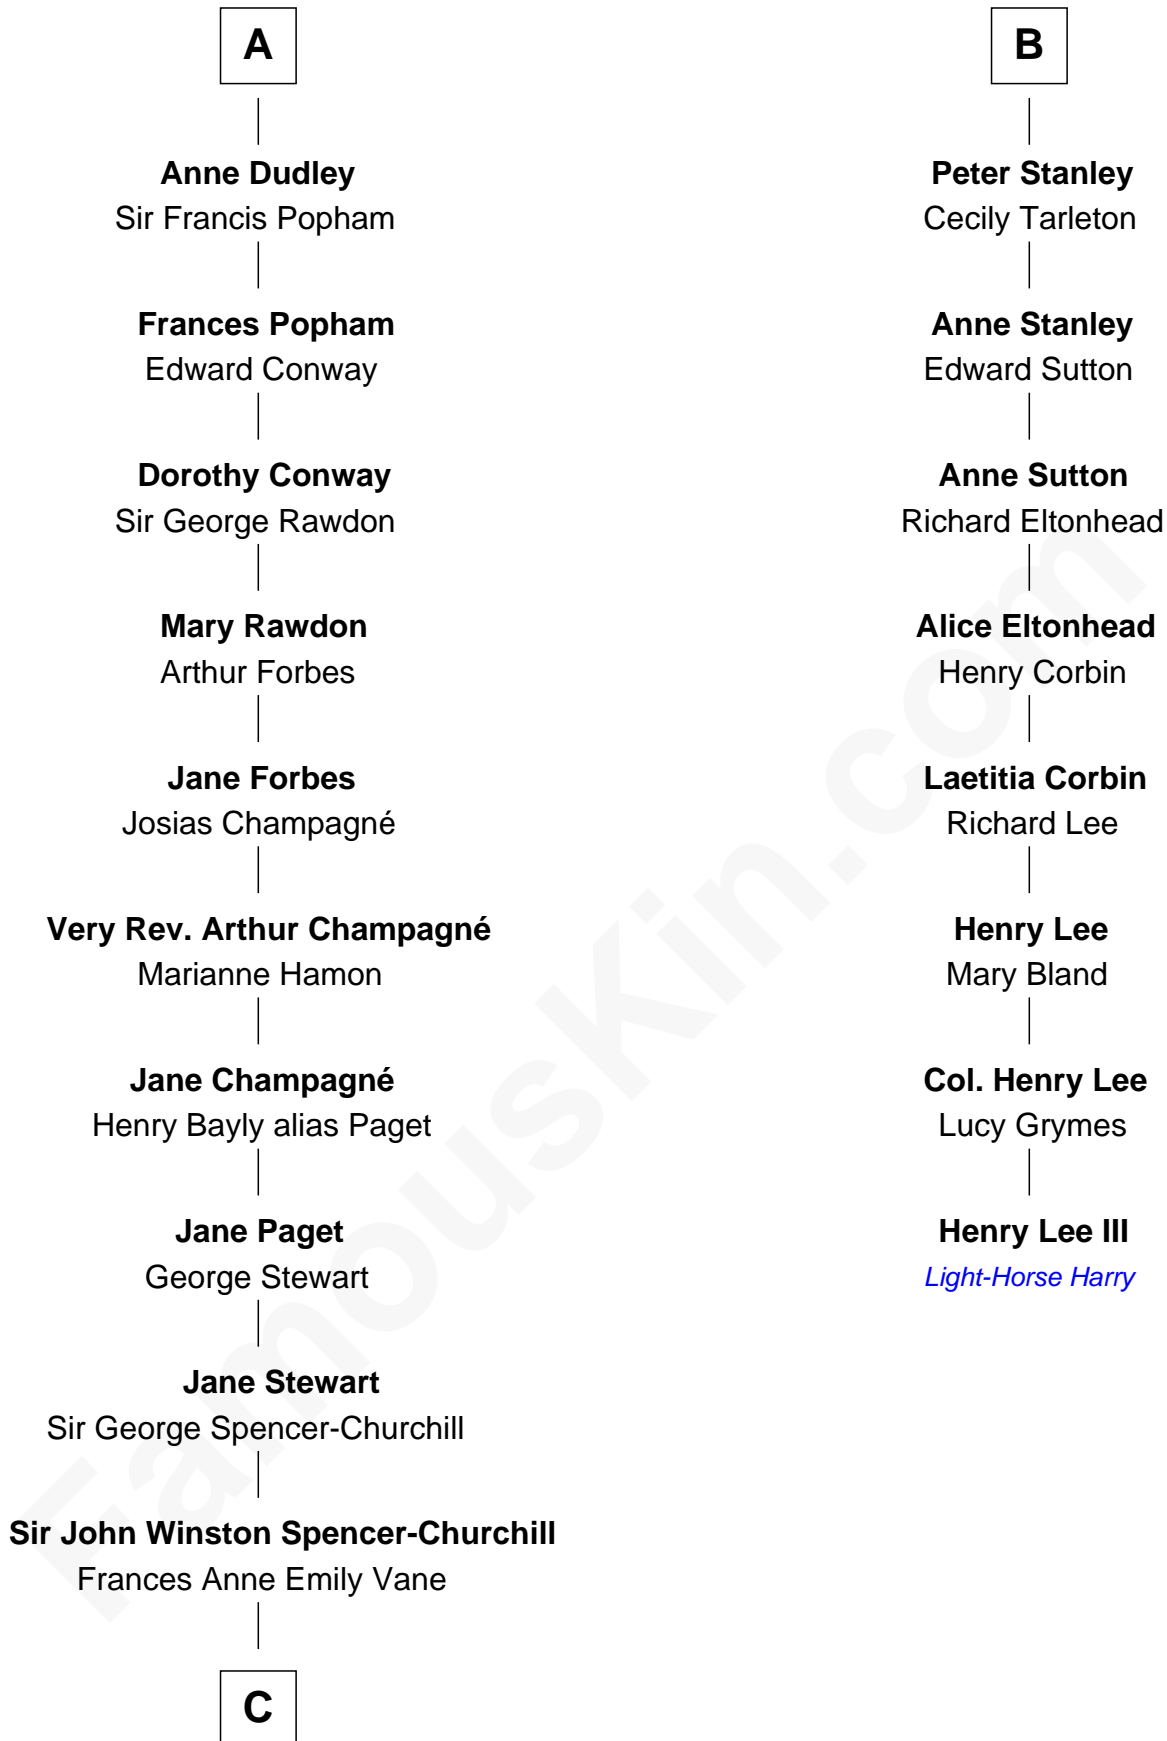 A
Anne Dudley
Sir Francis Popham
Frances Popham
Edward Conway
Dorothy Conway
Sir George Rawdon
Mary Rawdon
Arthur Forbes
Jane Forbes
Josias Champagné
Very Rev. Arthur Champagné
Marianne Hamon
Jane Champagné
Henry Bayly alias Paget
Jane Paget
George Stewart
Jane Stewart
Sir George Spencer-Churchill
Sir John Winston Spencer-Churchill
Frances Anne Emily Vane
C
B
Peter Stanley
Cecily Tarleton
Anne Stanley
Edward Sutton
Anne Sutton
Richard Eltonhead
Alice Eltonhead
Henry Corbin
Laetitia Corbin
Richard Lee
Henry Lee
Mary Bland
Col. Henry Lee
Lucy Grymes
Henry Lee III
Light-Horse Harry
FamousKin.com